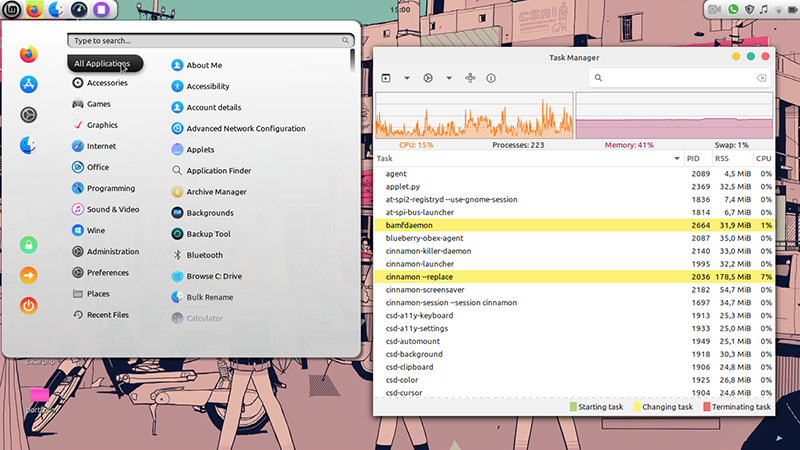 15:00
CSRI
Type to search...
All Applications
Accessories
Games
Graphics
Internet
Office
Programming
Sound & Video
Wine
Administration
Preferences
Places
Recent Files
About Me
Accessibility
Account details
Advanced Network Configuration
Applets
Application Finder
Archive Manager
Backgrounds
Backup Tool
Bluetooth
Browse C: Drive
Bulk Rename
Calculator
Task Manager
CPU: 15% Processes: 223 Memory: 41% Swap: 1%
Task PID RSS CPU
agent 2089 4,5 MiB 0%
applet.py 2369 32,5 MiB 0%
at-spi2-registryd --use-gnome-session 1836 7,4 MiB 0%
at-spi-bus-launcher 1814 6,7 MiB 0%
bamfdaemon 2664 31,9 MiB 1%
blueberry-obex-agent 2087 35,0 MiB 0%
cinnamon-killer-daemon 2140 33,0 MiB 0%
cinnamon-launcher 1995 32,2 MiB 0%
cinnamon --replace 2036 178,5 MiB 7%
cinnamon-screensaver 2182 54,7 MiB 0%
cinnamon-session --session cinnamon 1697 34,7 MiB 0%
csd-a11y-keyboard 1913 25,3 MiB 0%
csd-a11y-settings 1933 25,0 MiB 0%
csd-automount 1949 25,1 MiB 0%
csd-background 1918 30,3 MiB 0%
csd-clipboard 1906 24,8 MiB 0%
csd-color 1925 26,8 MiB 0%
csd-cursor 1904 24,6 MiB 0%
Starting task Changing task Terminating task